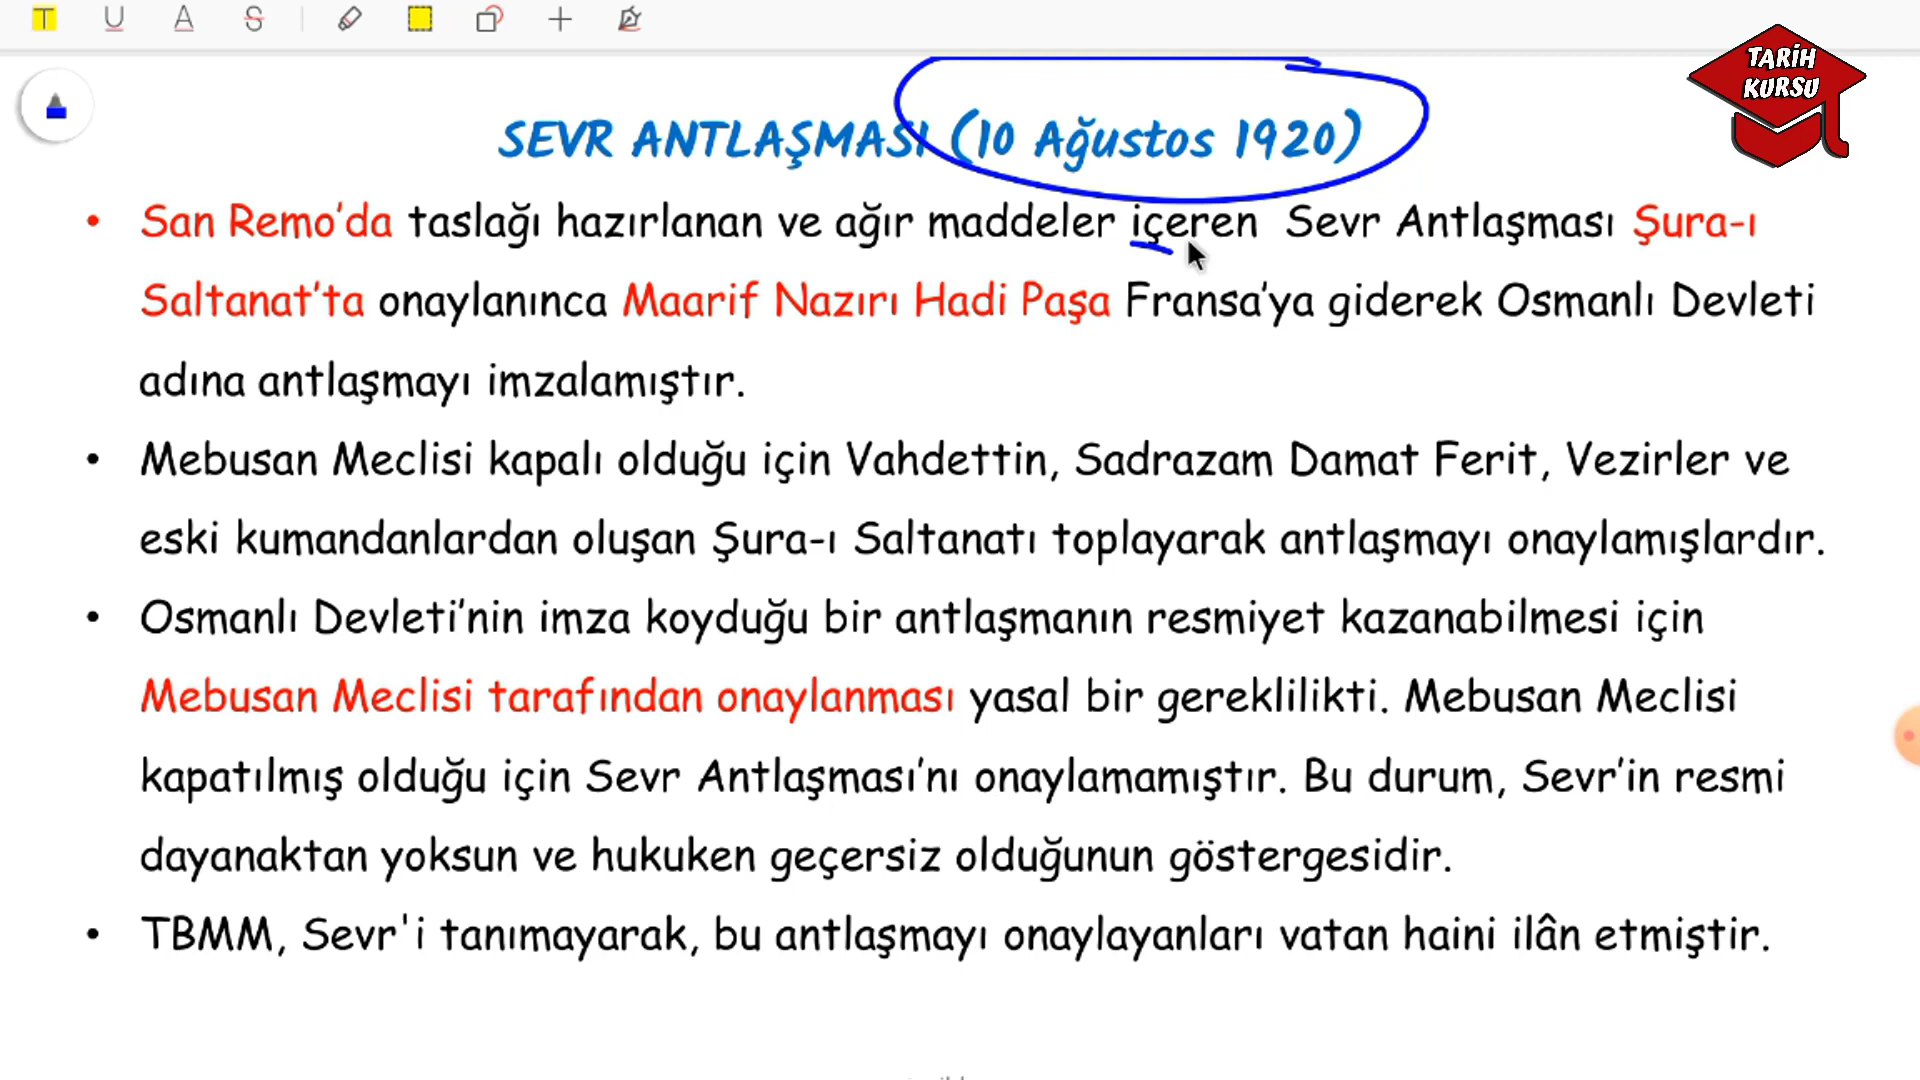 TARİH
KURSU
SEVR ANTLAŞMASI (10 Ağustos 1920)
• San Remo’da taslağı hazırlanan ve ağır maddeler içeren Sevr Antlaşması Şura-ı
Saltanat’ta onaylanınca Maarif Nazırı Hadi Paşa Fransa’ya giderek Osmanlı Devleti
adına antlaşmayı imzalamıştır.
• Mebusan Meclisi kapalı olduğu için Vahdettin, Sadrazam Damat Ferit, Vezirler ve
eski kumandanlardan oluşan Şura-ı Saltanatı toplayarak antlaşmayı onaylamışlardır.
• Osmanlı Devleti’nin imza koyduğu bir antlaşmanın resmiyet kazanabilmesi için
Mebusan Meclisi tarafından onaylanması yasal bir gereklilikti. Mebusan Meclisi
kapatılmış olduğu için Sevr Antlaşması’nı onaylamamıştır. Bu durum, Sevr’in resmi
dayanaktan yoksun ve hukuken geçersiz olduğunun göstergesidir.
• TBMM, Sevr'i tanımayarak, bu antlaşmayı onaylayanları vatan haini ilân etmiştir.